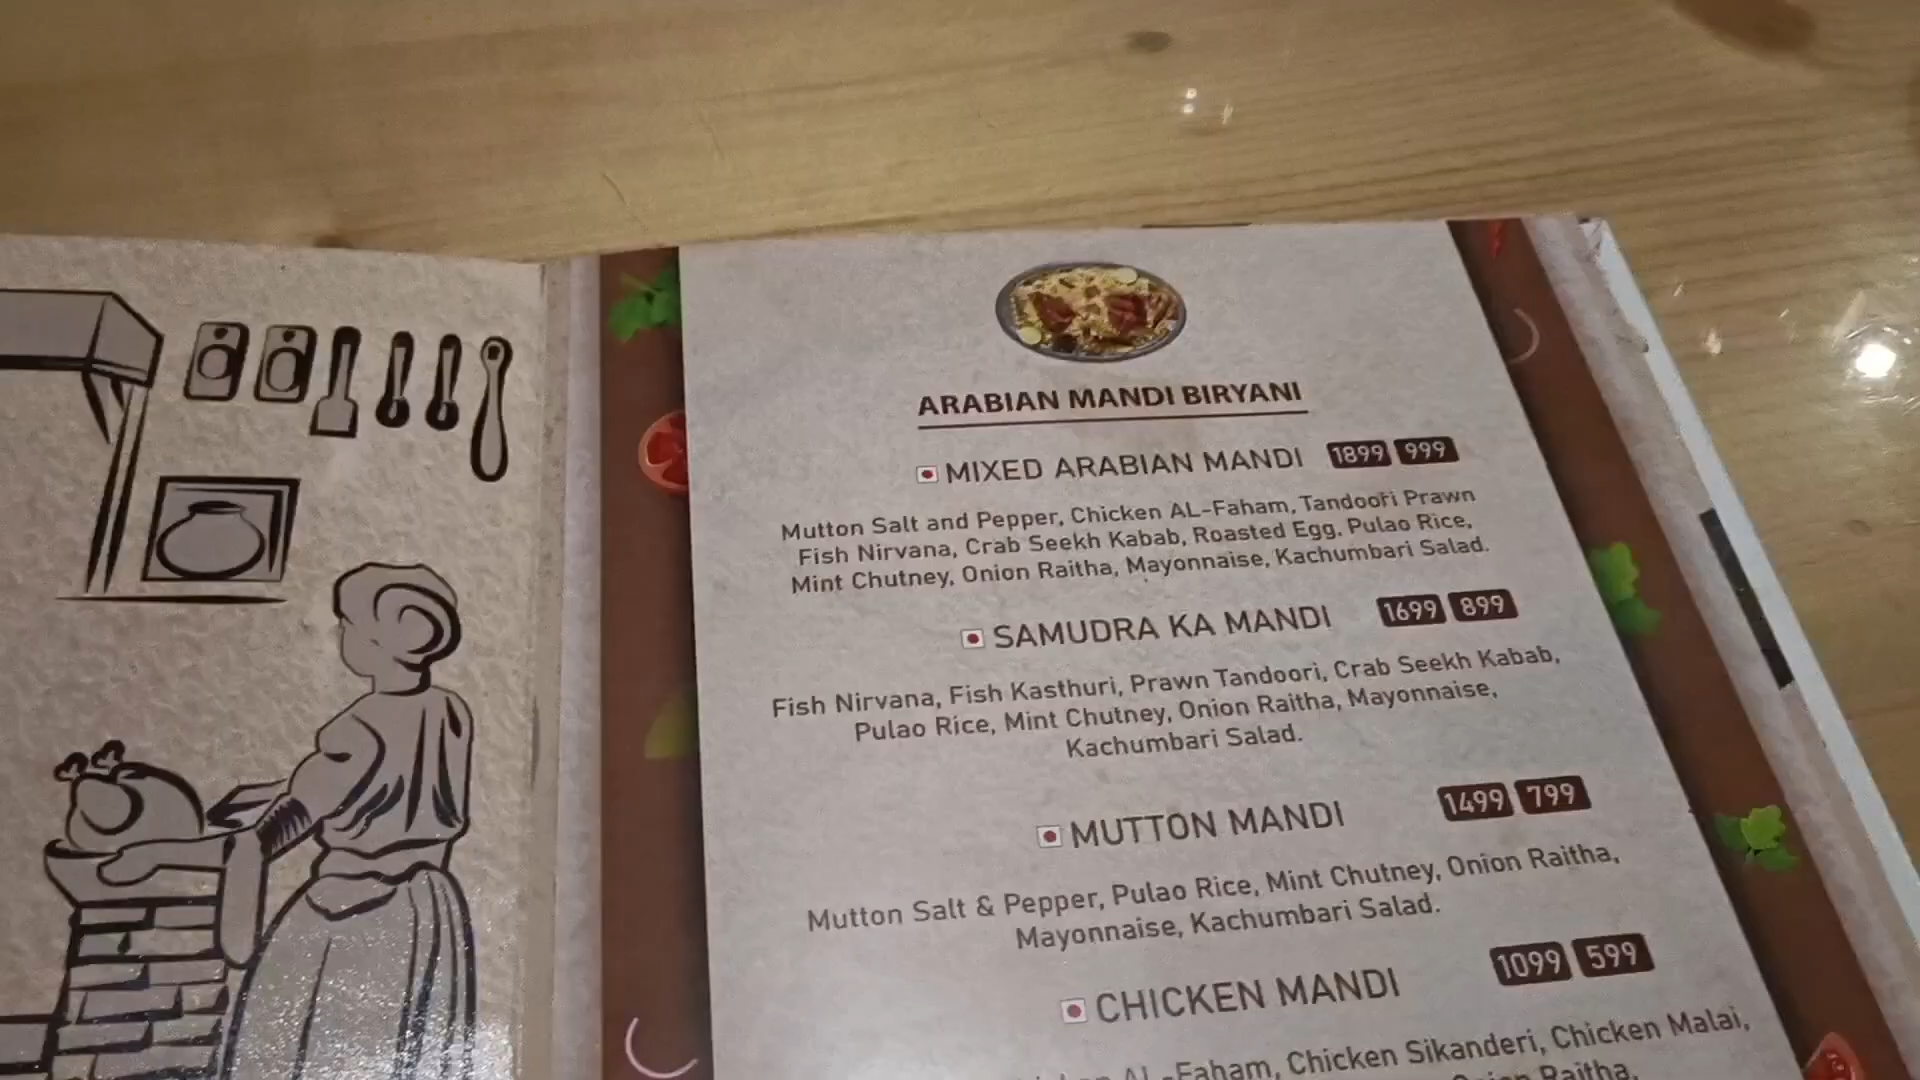 ARABIAN MANDI BIRYANI
MIXED ARABIAN MANDI 1899 999
Mutton Salt and Pepper, Chicken AL-Faham, Tandoori Prawn
Fish Nirvana, Crab Seekh Kabab, Roasted Egg, Pulao Rice,
Mint Chutney, Onion Raitha, Mayonnaise, Kachumbari Salad.
SAMUDRA KA MANDI 1699 899
Fish Nirvana, Fish Kasthuri, Prawn Tandoori, Crab Seekh Kabab,
Pulao Rice, Mint Chutney, Onion Raitha, Mayonnaise,
Kachumbari Salad.
MUTTON MANDI 1499 799
Mutton Salt & Pepper, Pulao Rice, Mint Chutney, Onion Raitha,
Mayonnaise, Kachumbari Salad.
CHICKEN MANDI 1099 599
AL-Faham, Chicken Sikanderi, Chicken Malai,
Raitha,